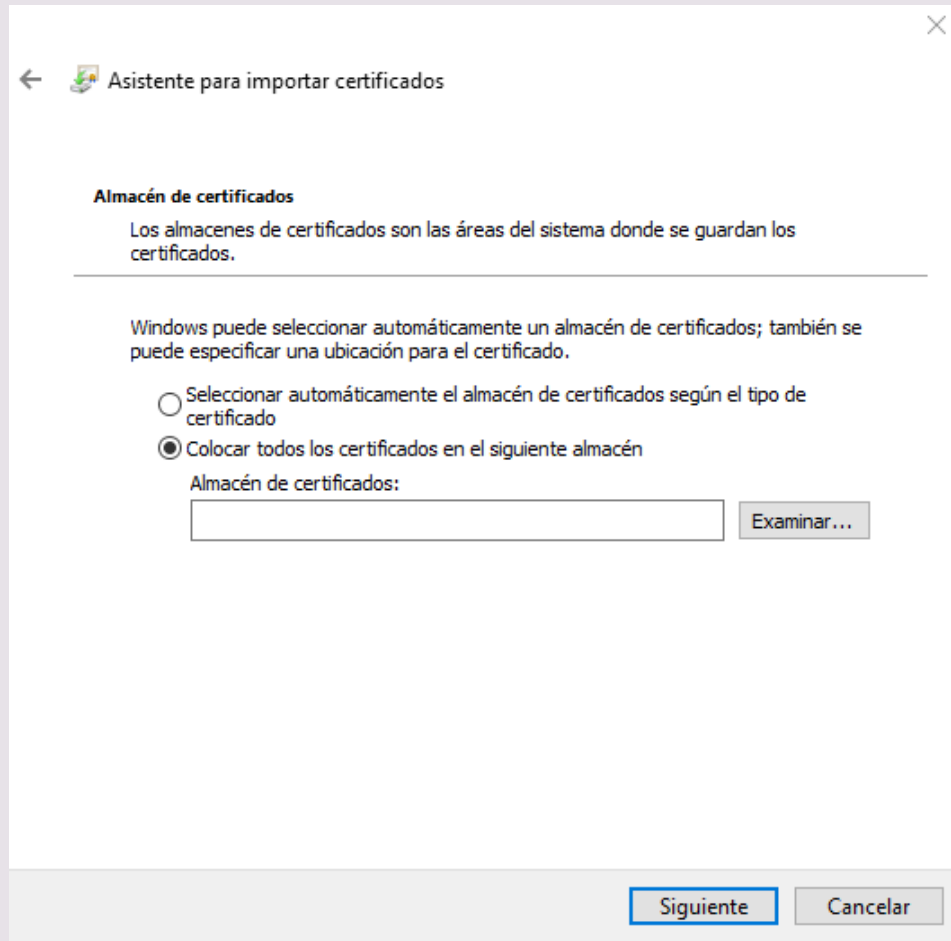 Asistente para importar certificados
Almacén de certificados
Los almacenes de certificados son las áreas del sistema donde se guardan los
certificados.
Windows puede seleccionar automáticamente un almacén de certificados; también se
puede especificar una ubicación para el certificado.
Seleccionar automáticamente el almacén de certificados según el tipo de
certificado
Colocar todos los certificados en el siguiente almacén
Almacén de certificados:
Examinar...
Siguiente
Cancelar